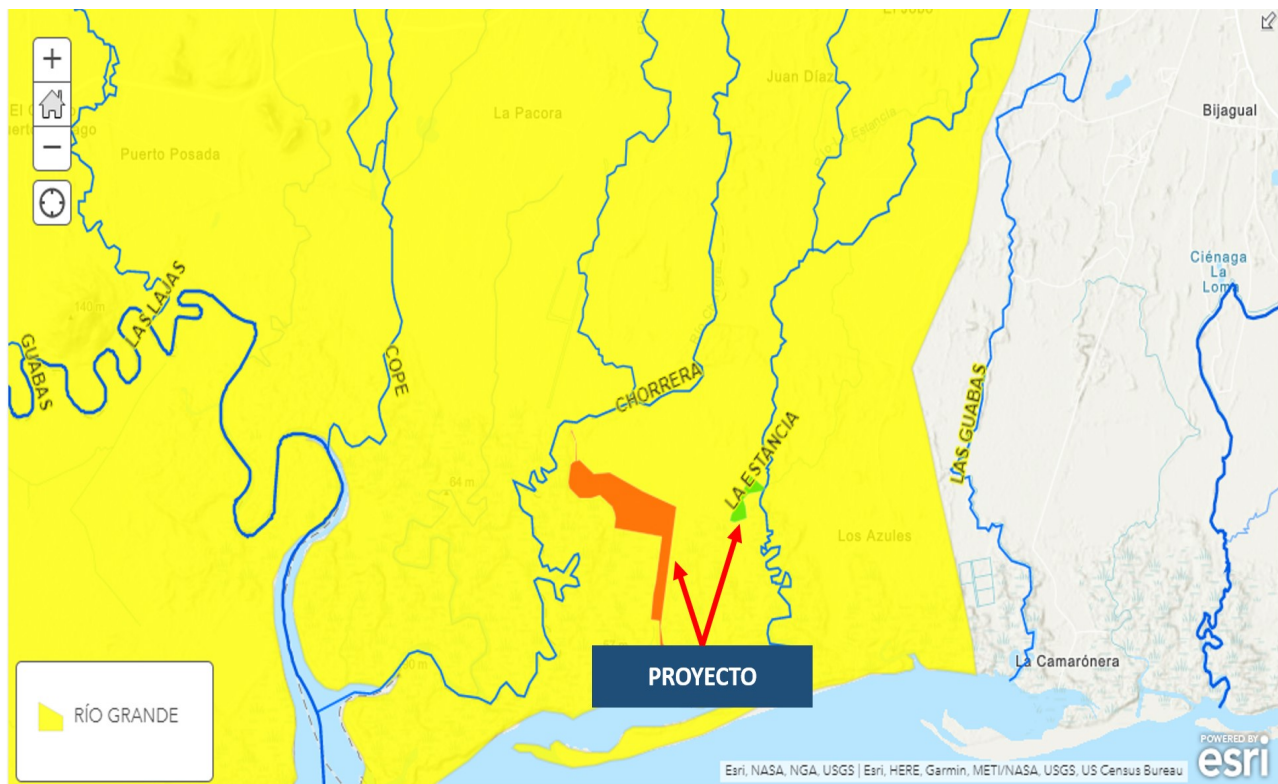 El Jobo
Juan Díaz
Bijagual
La Pacora
Puerto Posada
Río La Estancia
140 m
LAS LAJAS
GUABAS
COPE
CHORRERA
LA ESTANCIA
LAS GUABAS
Ciénaga
La
Loma
64 m
Los Azules
La Camarónera
PROYECTO
RÍO GRANDE
POWERED BY
esri
Esri, NASA, NGA, USGS | Esri, HERE, Garmin, METI/NASA, USGS, US Census Bureau